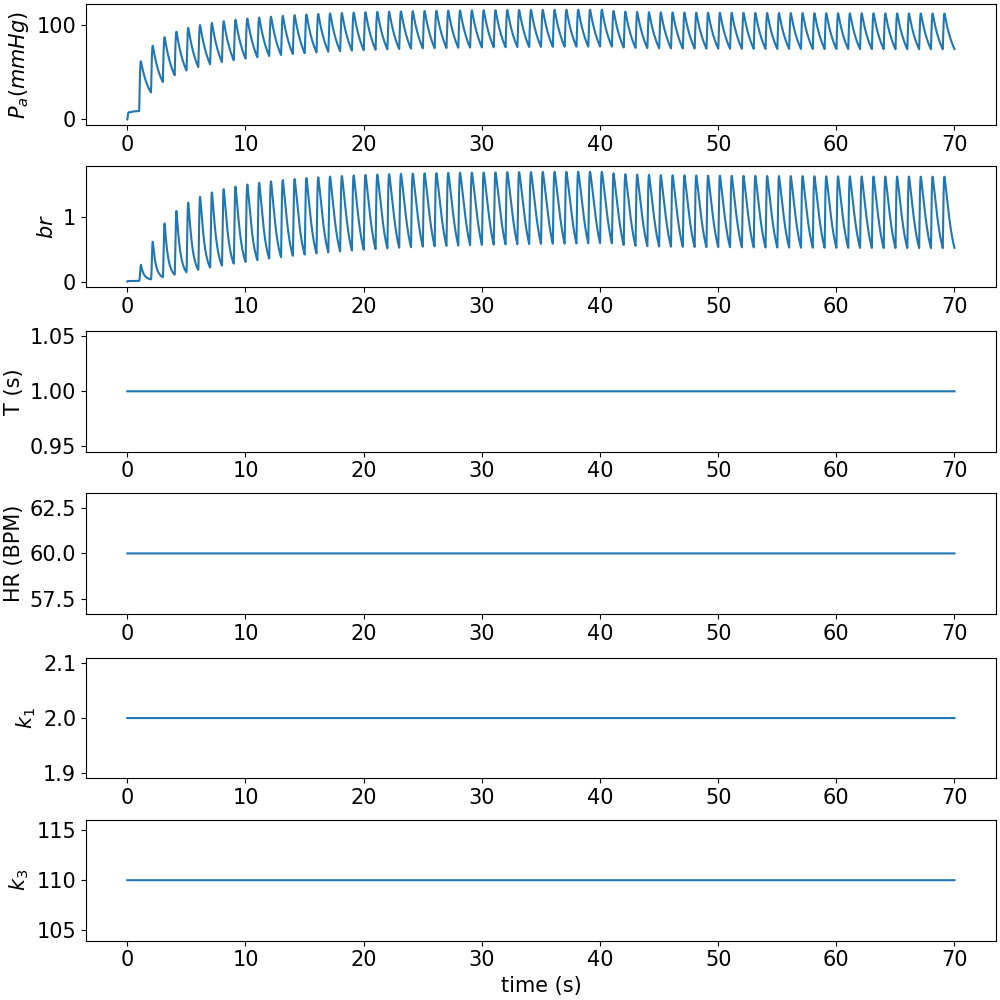 P_a(mmHg)
100
0
0 10 20 30 40 50 60 70
br
1
0
0 10 20 30 40 50 60 70
T (s)
1.05
1.00
0.95
0 10 20 30 40 50 60 70
HR (BPM)
62.5
60.0
57.5
0 10 20 30 40 50 60 70
k_1
2.1
2.0
1.9
0 10 20 30 40 50 60 70
k_3
115
110
105
0 10 20 30 40 50 60 70
time (s)